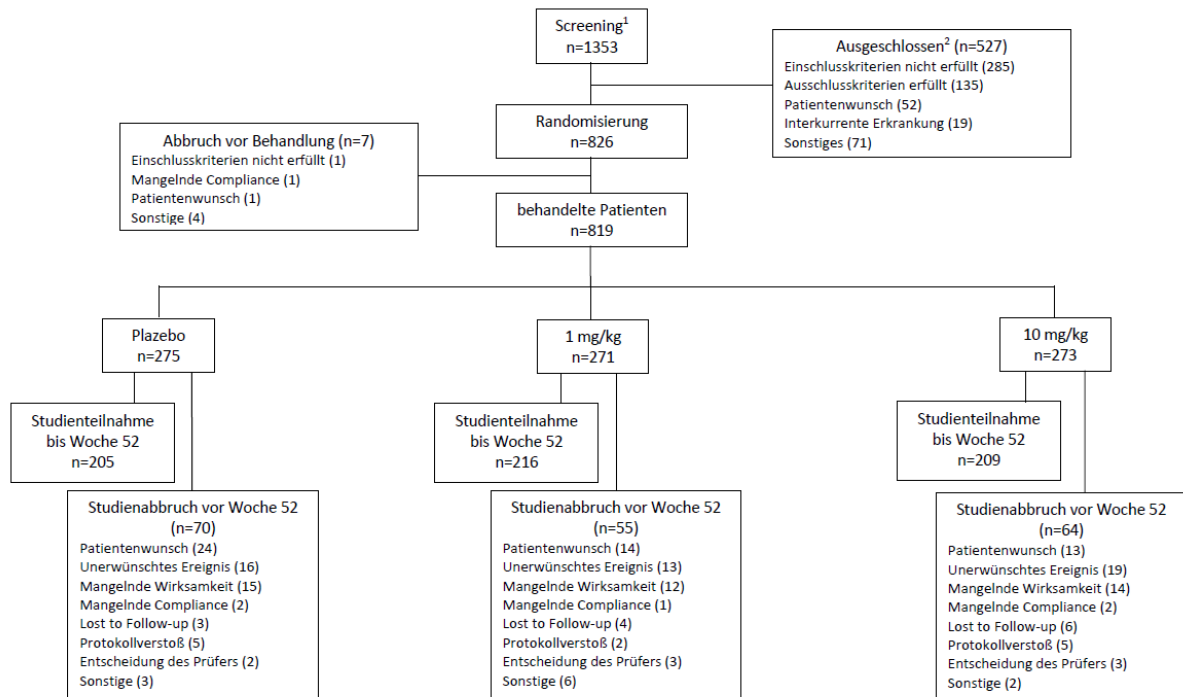 Screening¹
n=1353
Ausgeschlossen² (n=527)
Einschlusskriterien nicht erfüllt (285)
Ausschlusskriterien erfüllt (135)
Patientenwunsch (52)
Interkurrente Erkrankung (19)
Sonstiges (71)
Randomisierung
n=826
Abbruch vor Behandlung (n=7)
Einschlusskriterien nicht erfüllt (1)
Mangelnde Compliance (1)
Patientenwunsch (1)
Sonstige (4)
behandelte Patienten
n=819
Plazebo
n=275
Studienteilnahme
bis Woche 52
n=205
Studienabbruch vor Woche 52
(n=70)
Patientenwunsch (24)
Unerwünschtes Ereignis (16)
Mangelnde Wirksamkeit (15)
Mangelnde Compliance (2)
Lost to Follow-up (3)
Protokollverstoß (5)
Entscheidung des Prüfers (2)
Sonstige (3)
1 mg/kg
n=271
Studienteilnahme
bis Woche 52
n=216
Studienabbruch vor Woche 52
(n=55)
Patientenwunsch (14)
Unerwünschtes Ereignis (13)
Mangelnde Wirksamkeit (12)
Mangelnde Compliance (1)
Lost to Follow-up (4)
Protokollverstoß (2)
Entscheidung des Prüfers (3)
Sonstige (6)
10 mg/kg
n=273
Studienteilnahme
bis Woche 52
n=209
Studienabbruch vor Woche 52
(n=64)
Patientenwunsch (13)
Unerwünschtes Ereignis (19)
Mangelnde Wirksamkeit (14)
Mangelnde Compliance (2)
Lost to Follow-up (6)
Protokollverstoß (5)
Entscheidung des Prüfers (3)
Sonstige (2)